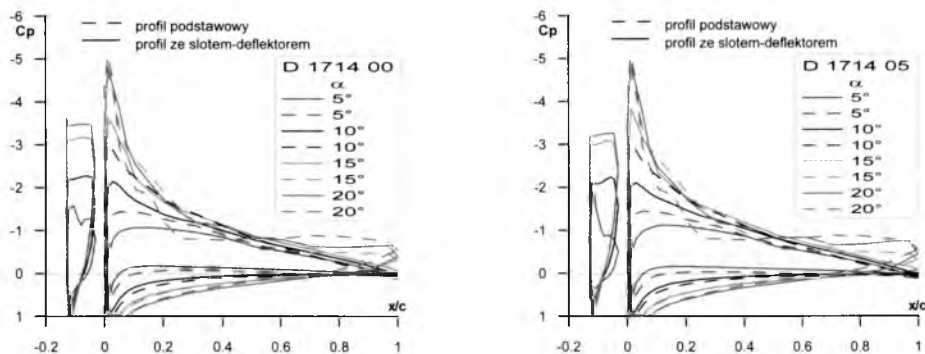 -6
Cp
-5
-4
-3
-2
-1
0
1
profil podstawowy
profil ze slotem-deflektorem
D 1714 00
α
5°
5°
10°
10°
15°
15°
20°
20°
x/c
-0.2 0 0.2 0.4 0.6 0.8 1
-6
Cp
-5
-4
-3
-2
-1
0
1
profil podstawowy
profil ze slotem-deflektorem
D 1714 05
α
5°
5°
10°
10°
15°
15°
20°
20°
x/c
-0.2 0 0.2 0.4 0.6 0.8 1